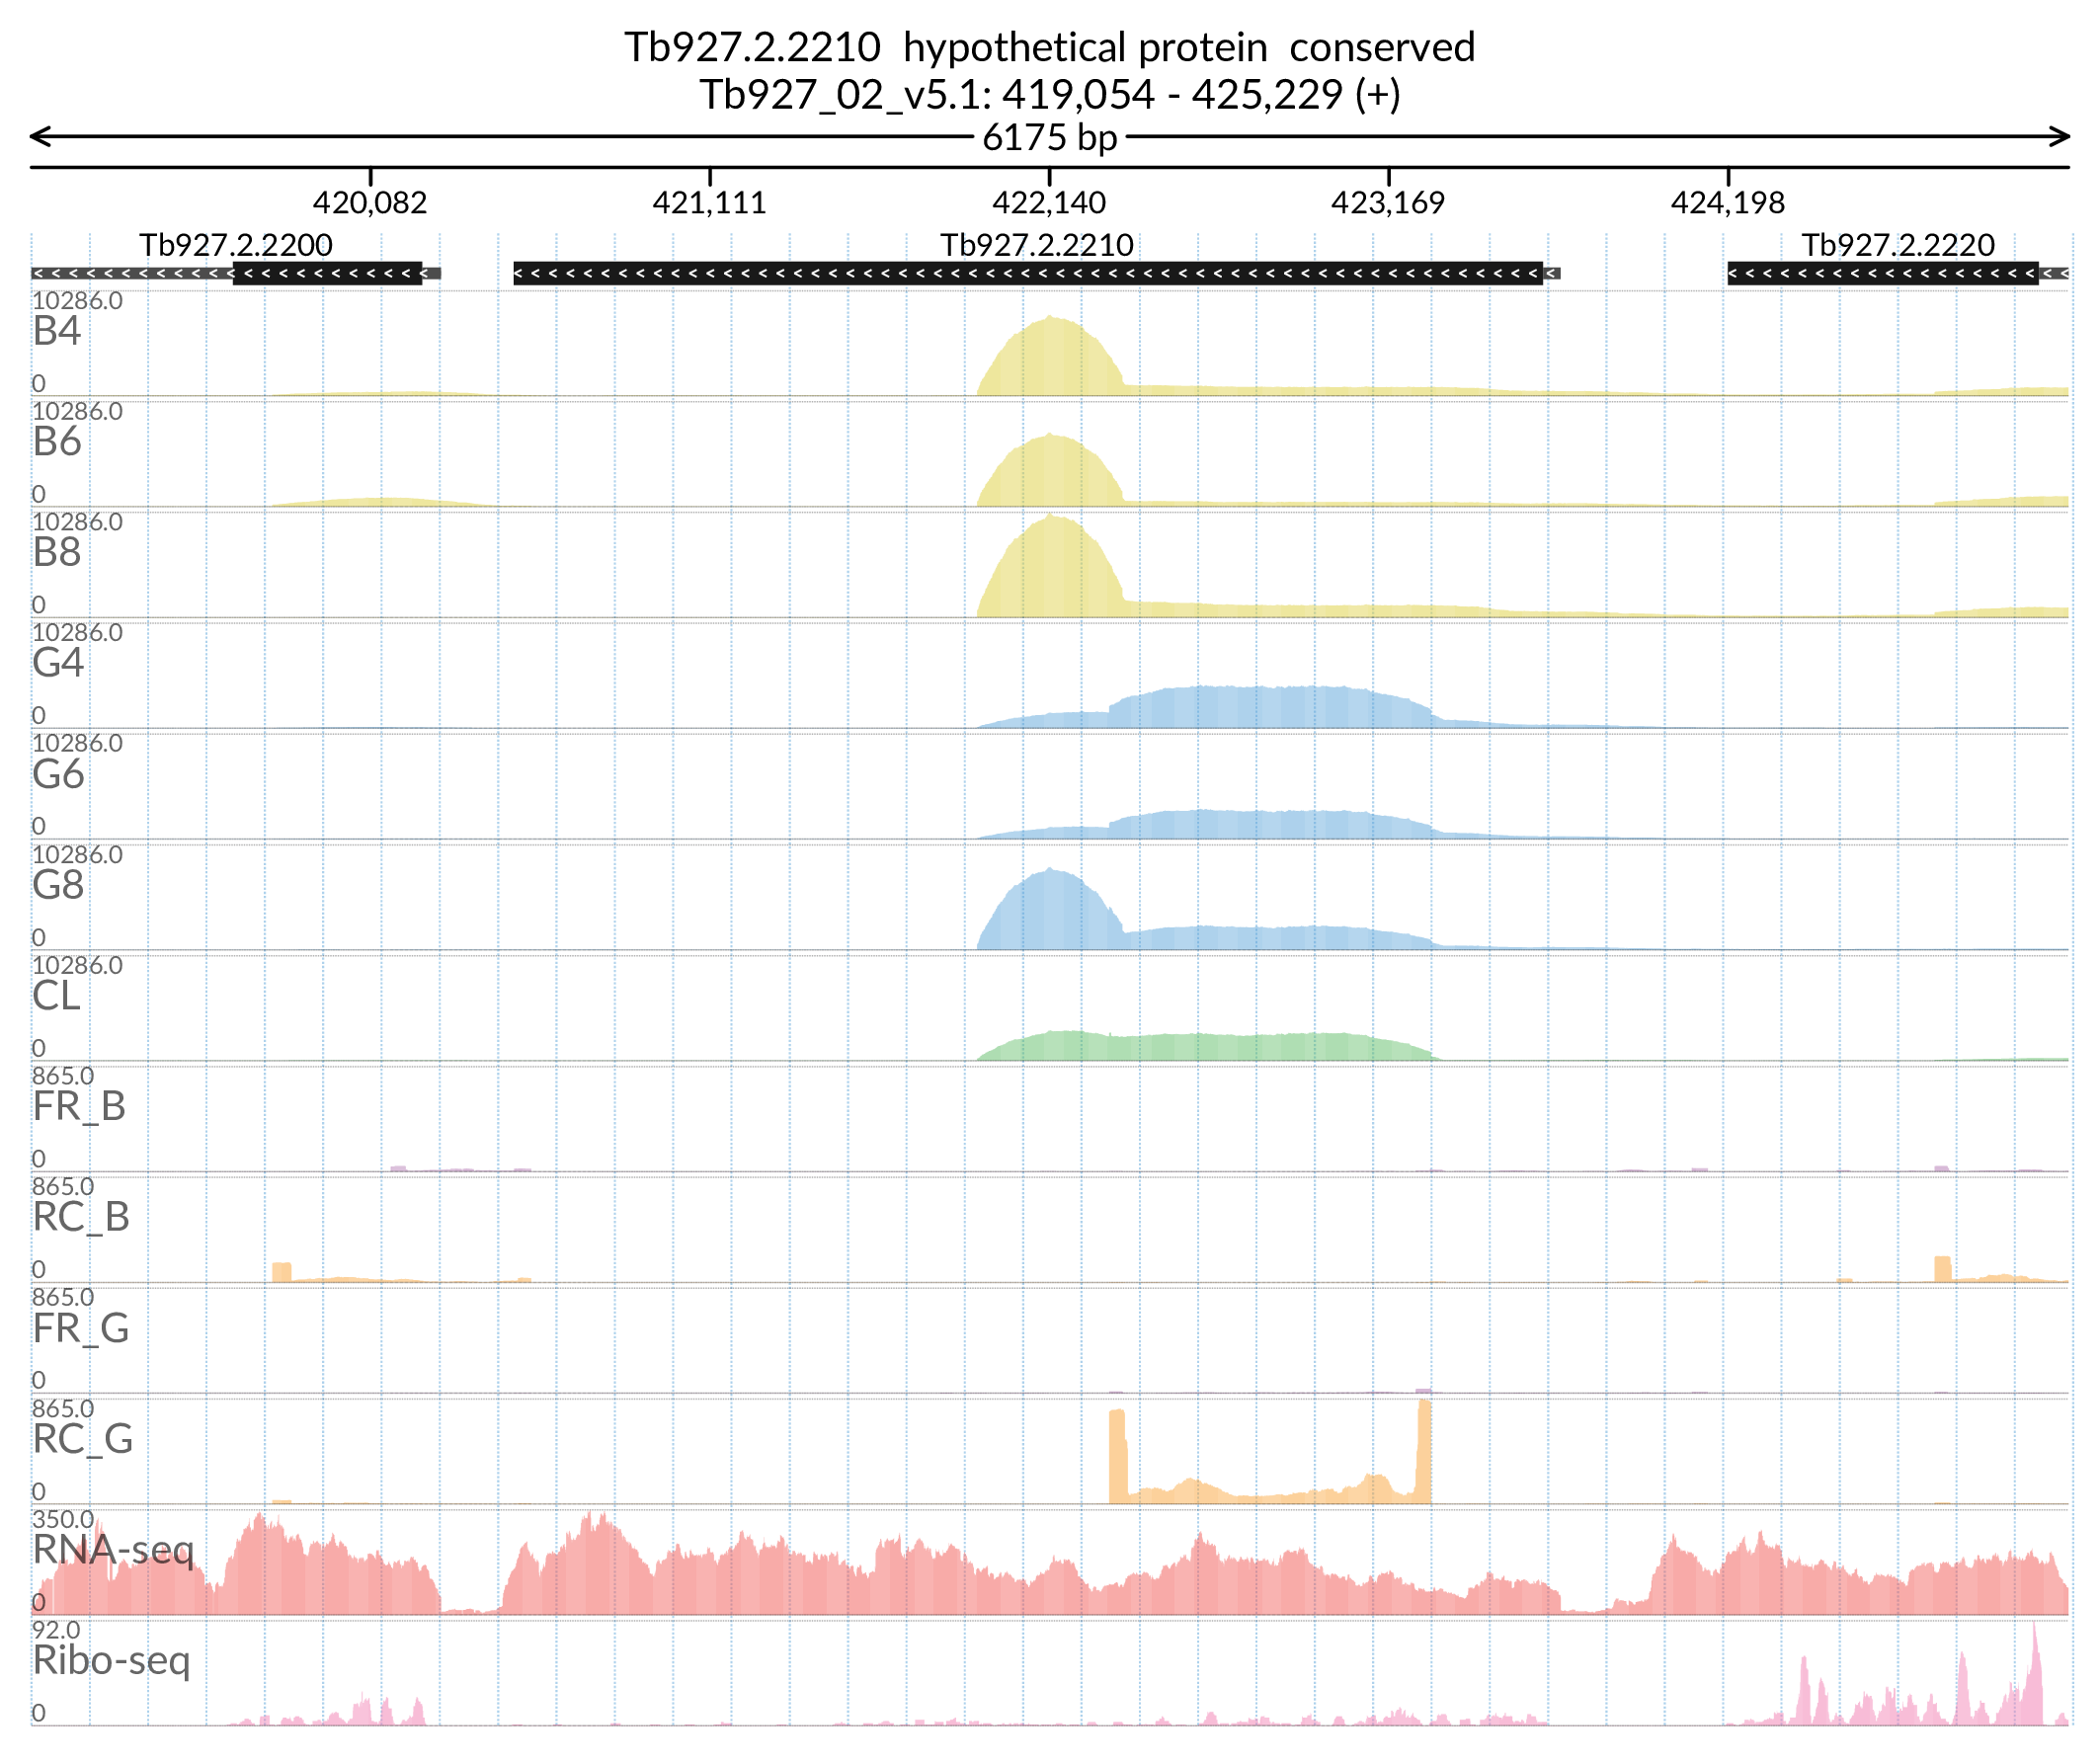 Tb927.2.2210 hypothetical protein conserved
Tb927_02_v5.1: 419,054 - 425,229 (+)
6175 bp
420,082 421,111 422,140 423,169 424,198
Tb927.2.2200 Tb927.2.2210 Tb927.2.2220
10286.0
B4
0
10286.0
B6
0
10286.0
B8
0
10286.0
G4
0
10286.0
G6
0
10286.0
G8
0
10286.0
CL
0
865.0
FR_B
0
865.0
RC_B
0
865.0
FR_G
0
865.0
RC_G
0
350.0
RNA-seq
0
92.0
Ribo-seq
0